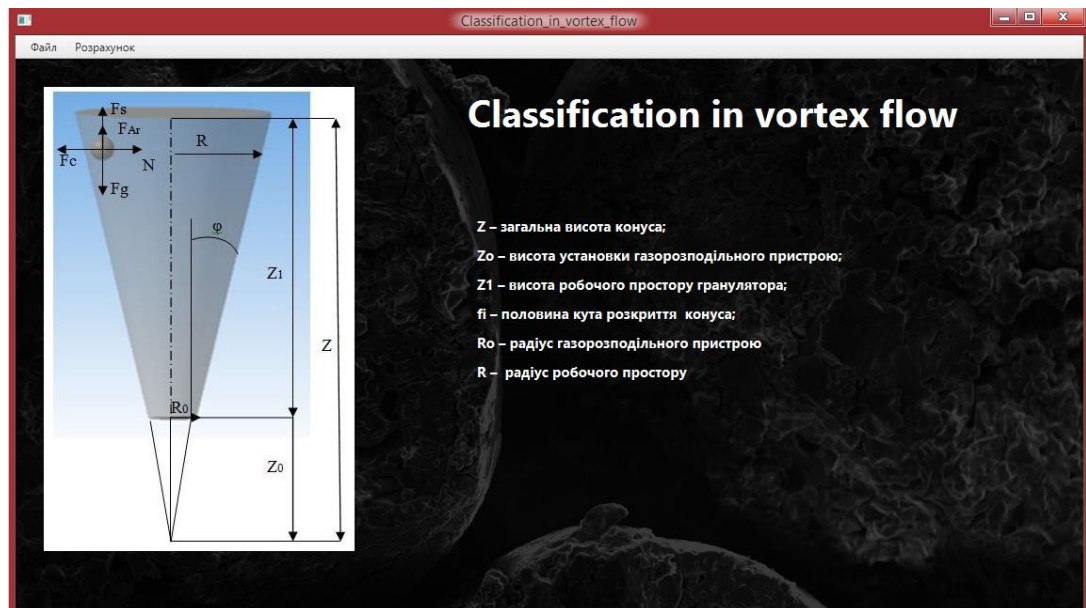 Classification_in_vortex_flow
Файл Розрахунок
Classification in vortex flow
Fs
FAr
Fc
N
R
Fg
φ
Z1
Z
R0
Z0
Z – загальна висота конуса;
Zo – висота установки газорозподільного пристрою;
Z1 – висота робочого простору гранулятора;
fi – половина кута розкриття конуса;
Ro – радіус газорозподільного пристрою
R – радіус робочого простору